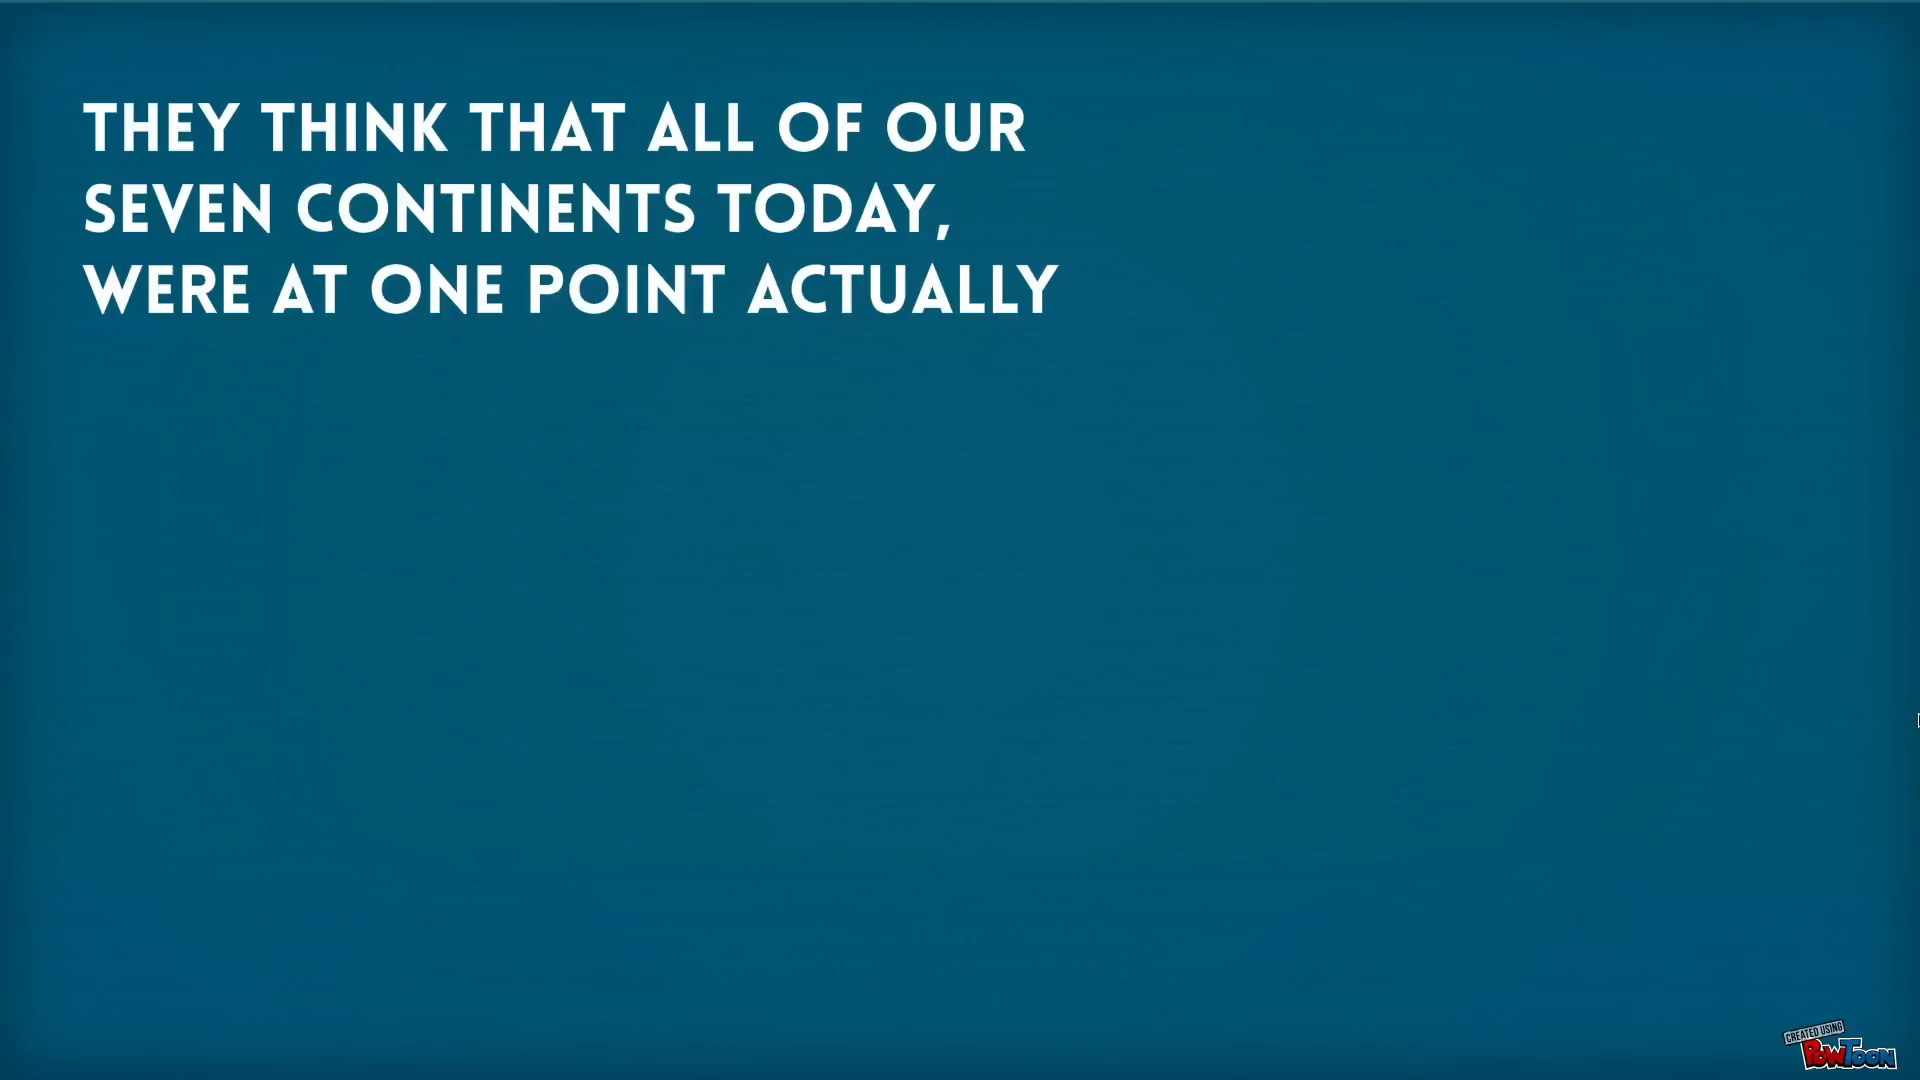 THEY THINK THAT ALL OF OUR
SEVEN CONTINENTS TODAY,
WERE AT ONE POINT ACTUALLY
CREATED USING
POWTOON